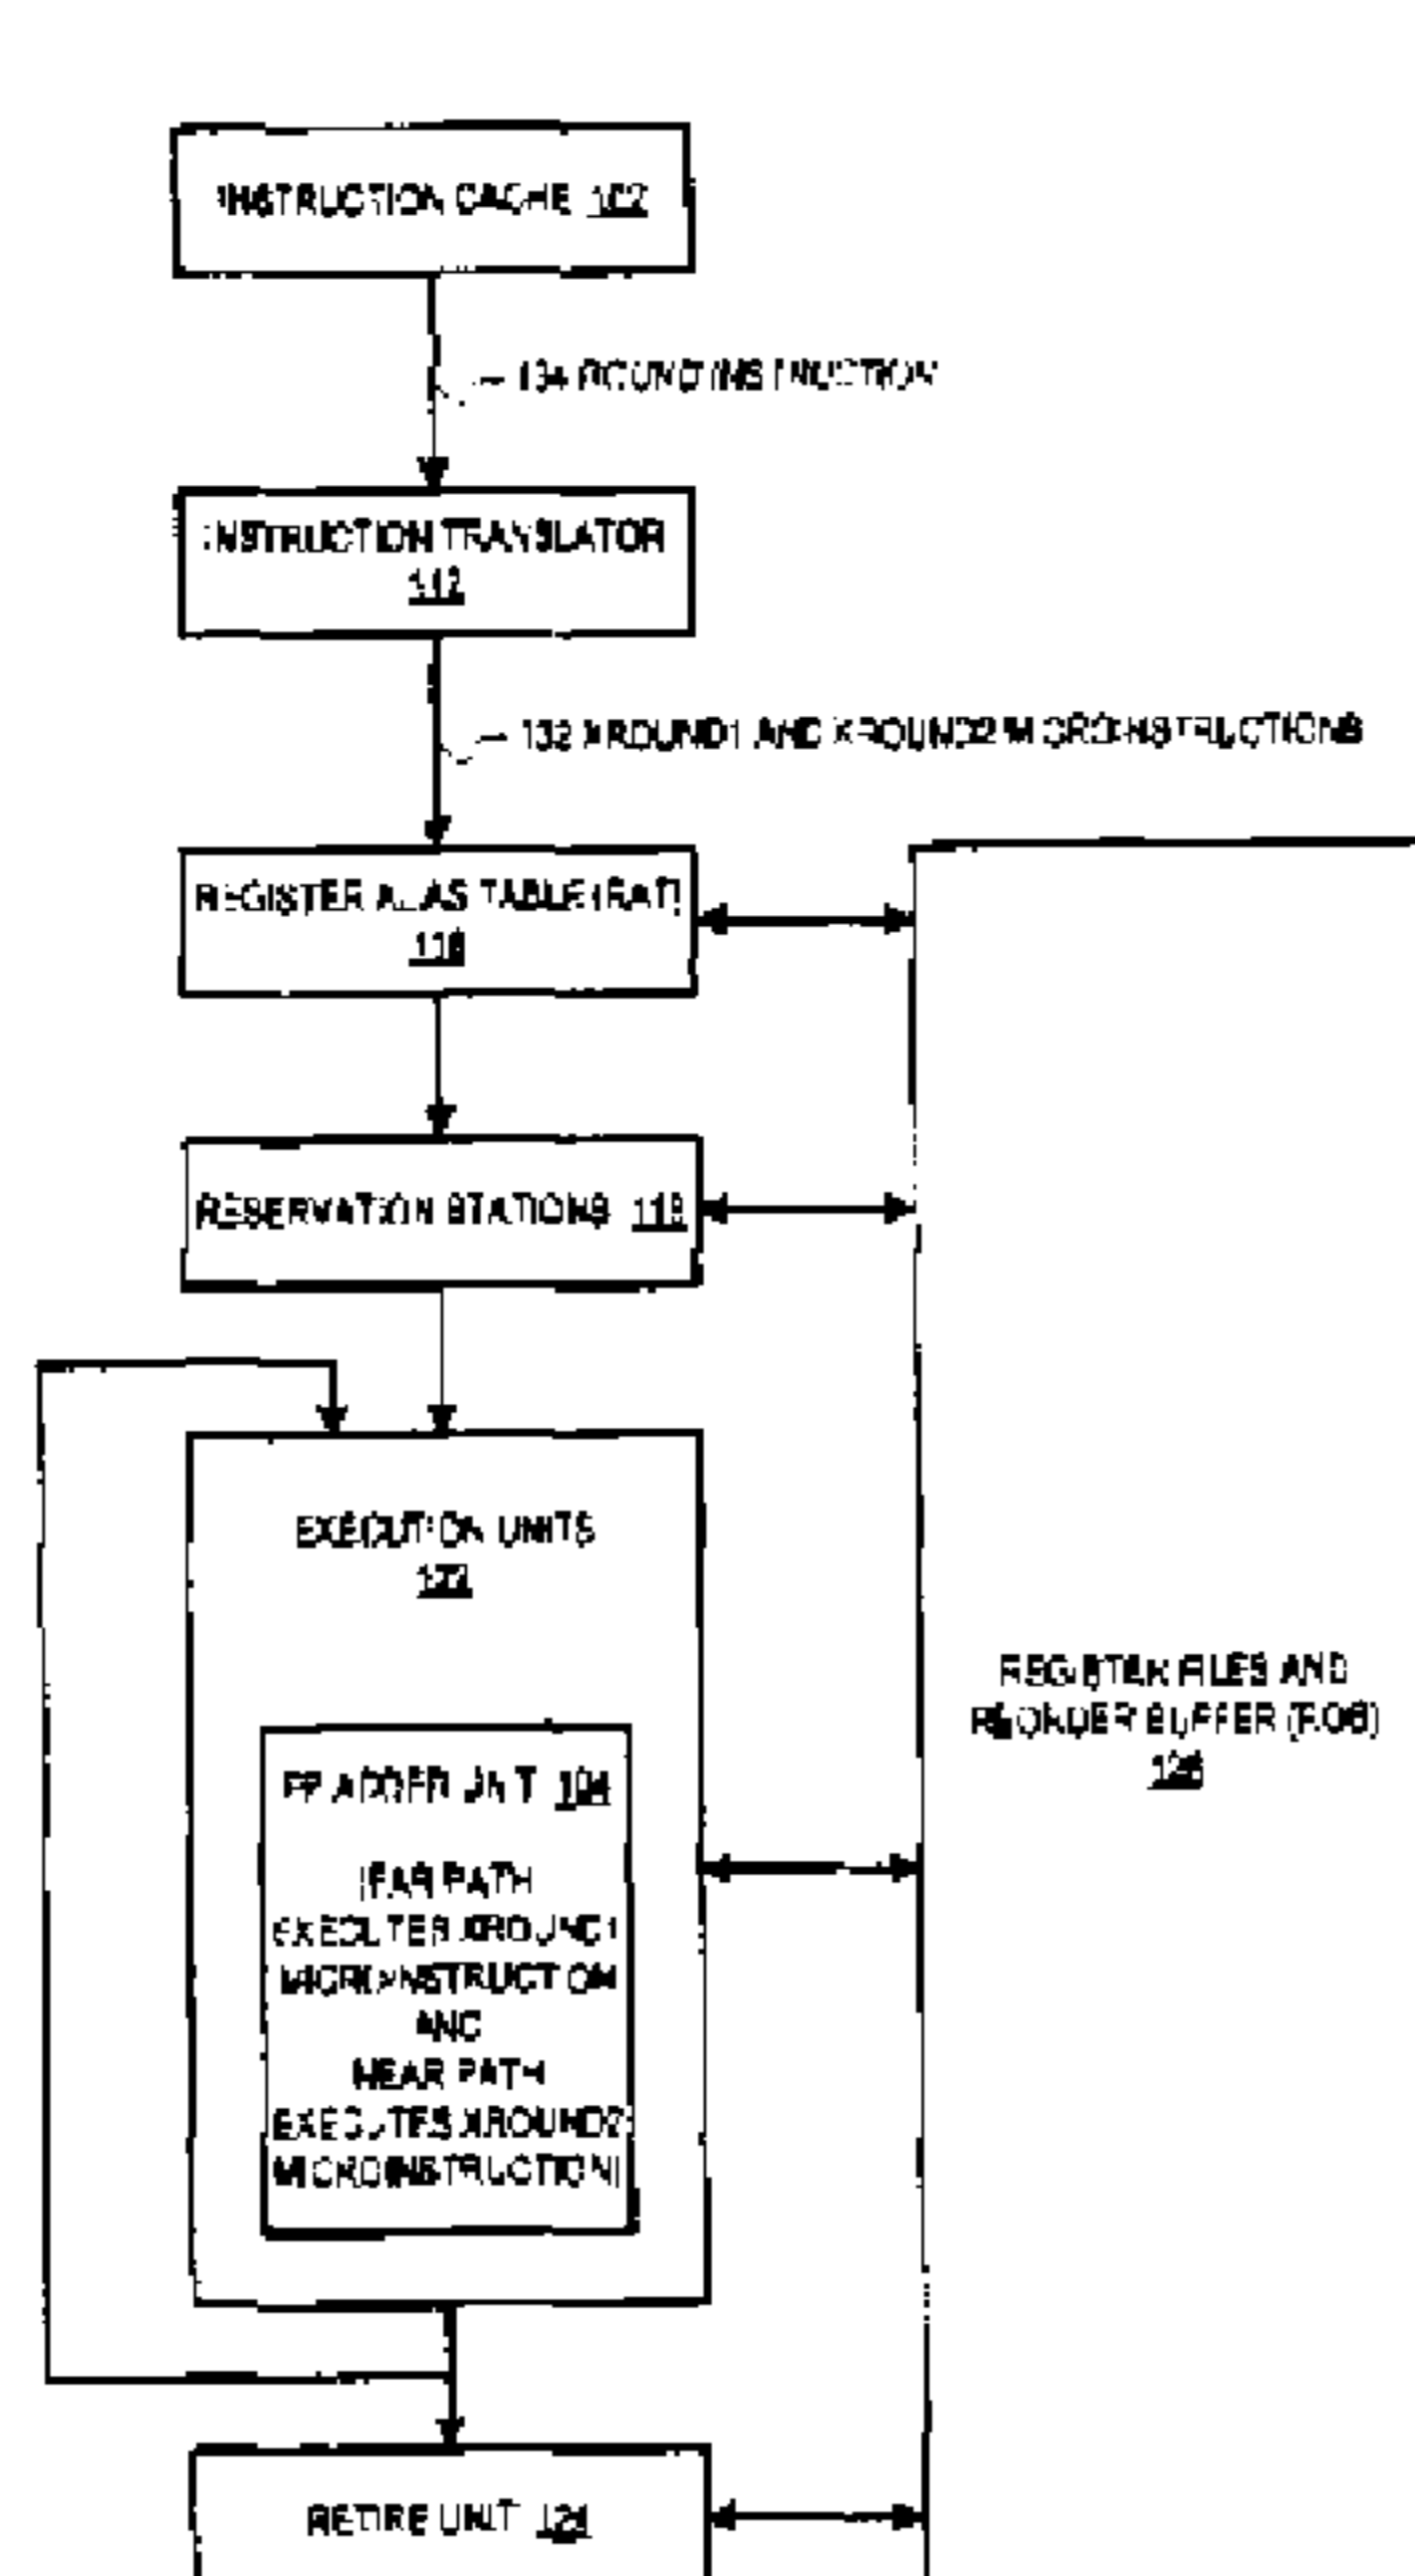 INSTRUCTION CACHE 102
134 ROUND INSTRUCTION
INSTRUCTION TRANSLATOR
112
132 XROUND1 AND XROUND2 MICROINSTRUCTIONS
REGISTER ALIAS TABLE (RAT)
116
RESERVATION STATIONS 118
EXECUTION UNITS
122
REGISTER FILES AND
REORDER BUFFER (ROB)
126
FP ADDER UNIT 104
(FAR PATH
EXECUTES XROUND1
MICROINSTRUCTION
AND
NEAR PATH
EXECUTES XROUND2
MICROINSTRUCTION)
RETIRE UNIT 124